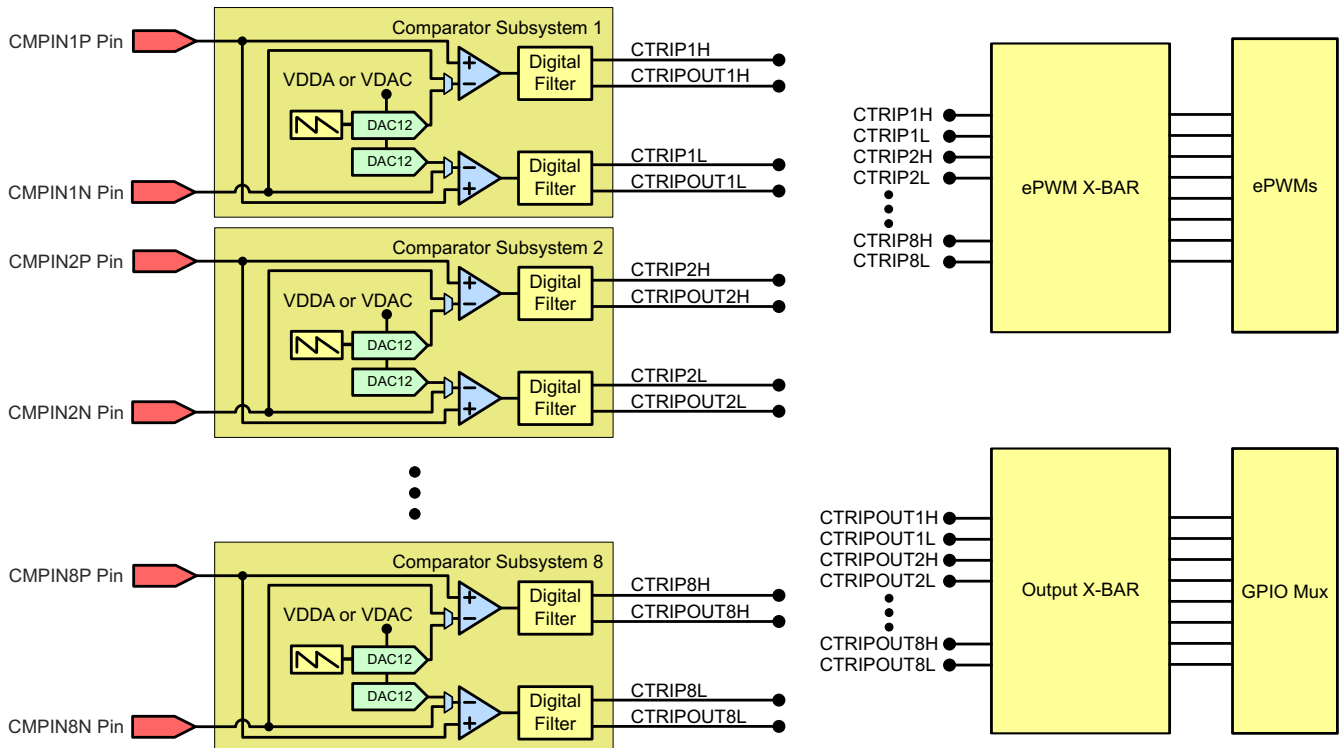 CMPIN1P Pin
Comparator Subsystem 1
VDDA or VDAC
DAC12
DAC12
+
−
−
+
Digital
Filter
Digital
Filter
CTRIP1H
CTRIPOUT1H
CTRIP1L
CTRIPOUT1L
CMPIN1N Pin
CMPIN2P Pin
Comparator Subsystem 2
VDDA or VDAC
DAC12
DAC12
+
−
−
+
Digital
Filter
Digital
Filter
CTRIP2H
CTRIPOUT2H
CTRIP2L
CTRIPOUT2L
CMPIN2N Pin
CMPIN8P Pin
Comparator Subsystem 8
VDDA or VDAC
DAC12
DAC12
+
−
−
+
Digital
Filter
Digital
Filter
CTRIP8H
CTRIPOUT8H
CTRIP8L
CTRIPOUT8L
CMPIN8N Pin
CTRIP1H
CTRIP1L
CTRIP2H
CTRIP2L
CTRIP8H
CTRIP8L
ePWM X-BAR
ePWMs
CTRIPOUT1H
CTRIPOUT1L
CTRIPOUT2H
CTRIPOUT2L
CTRIPOUT8H
CTRIPOUT8L
Output X-BAR
GPIO Mux